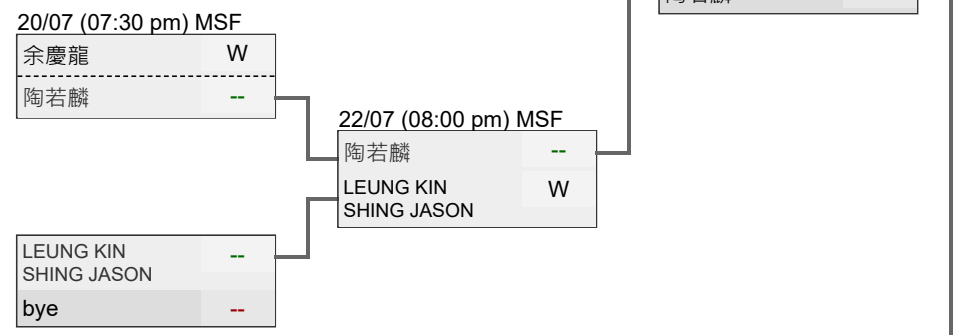 20/07 (07:30 pm) MSF
余慶龍 W
陶若麟 --
22/07 (08:00 pm) MSF
陶若麟 --
LEUNG KIN
SHING JASON W
LEUNG KIN
SHING JASON --
bye --